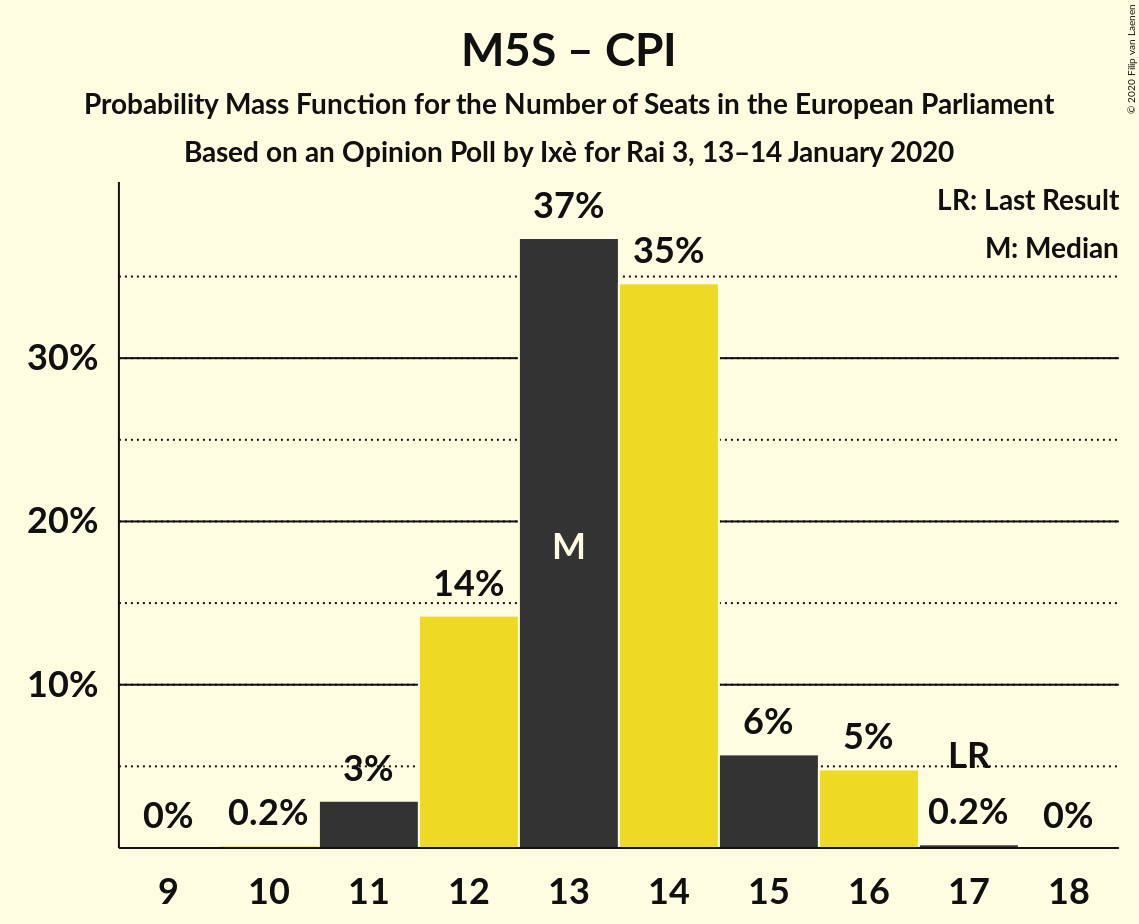 M5S – CPI
Probability Mass Function for the Number of Seats in the European Parliament
Based on an Opinion Poll by Ixè for Rai 3, 13–14 January 2020
© 2020 Filip van Laenen
LR: Last Result
M: Median
37%
35%
30%
20%
M
14%
10%
6%
5%
LR
3%
0%
0.2%
0.2%
0%
9 10 11 12 13 14 15 16 17 18